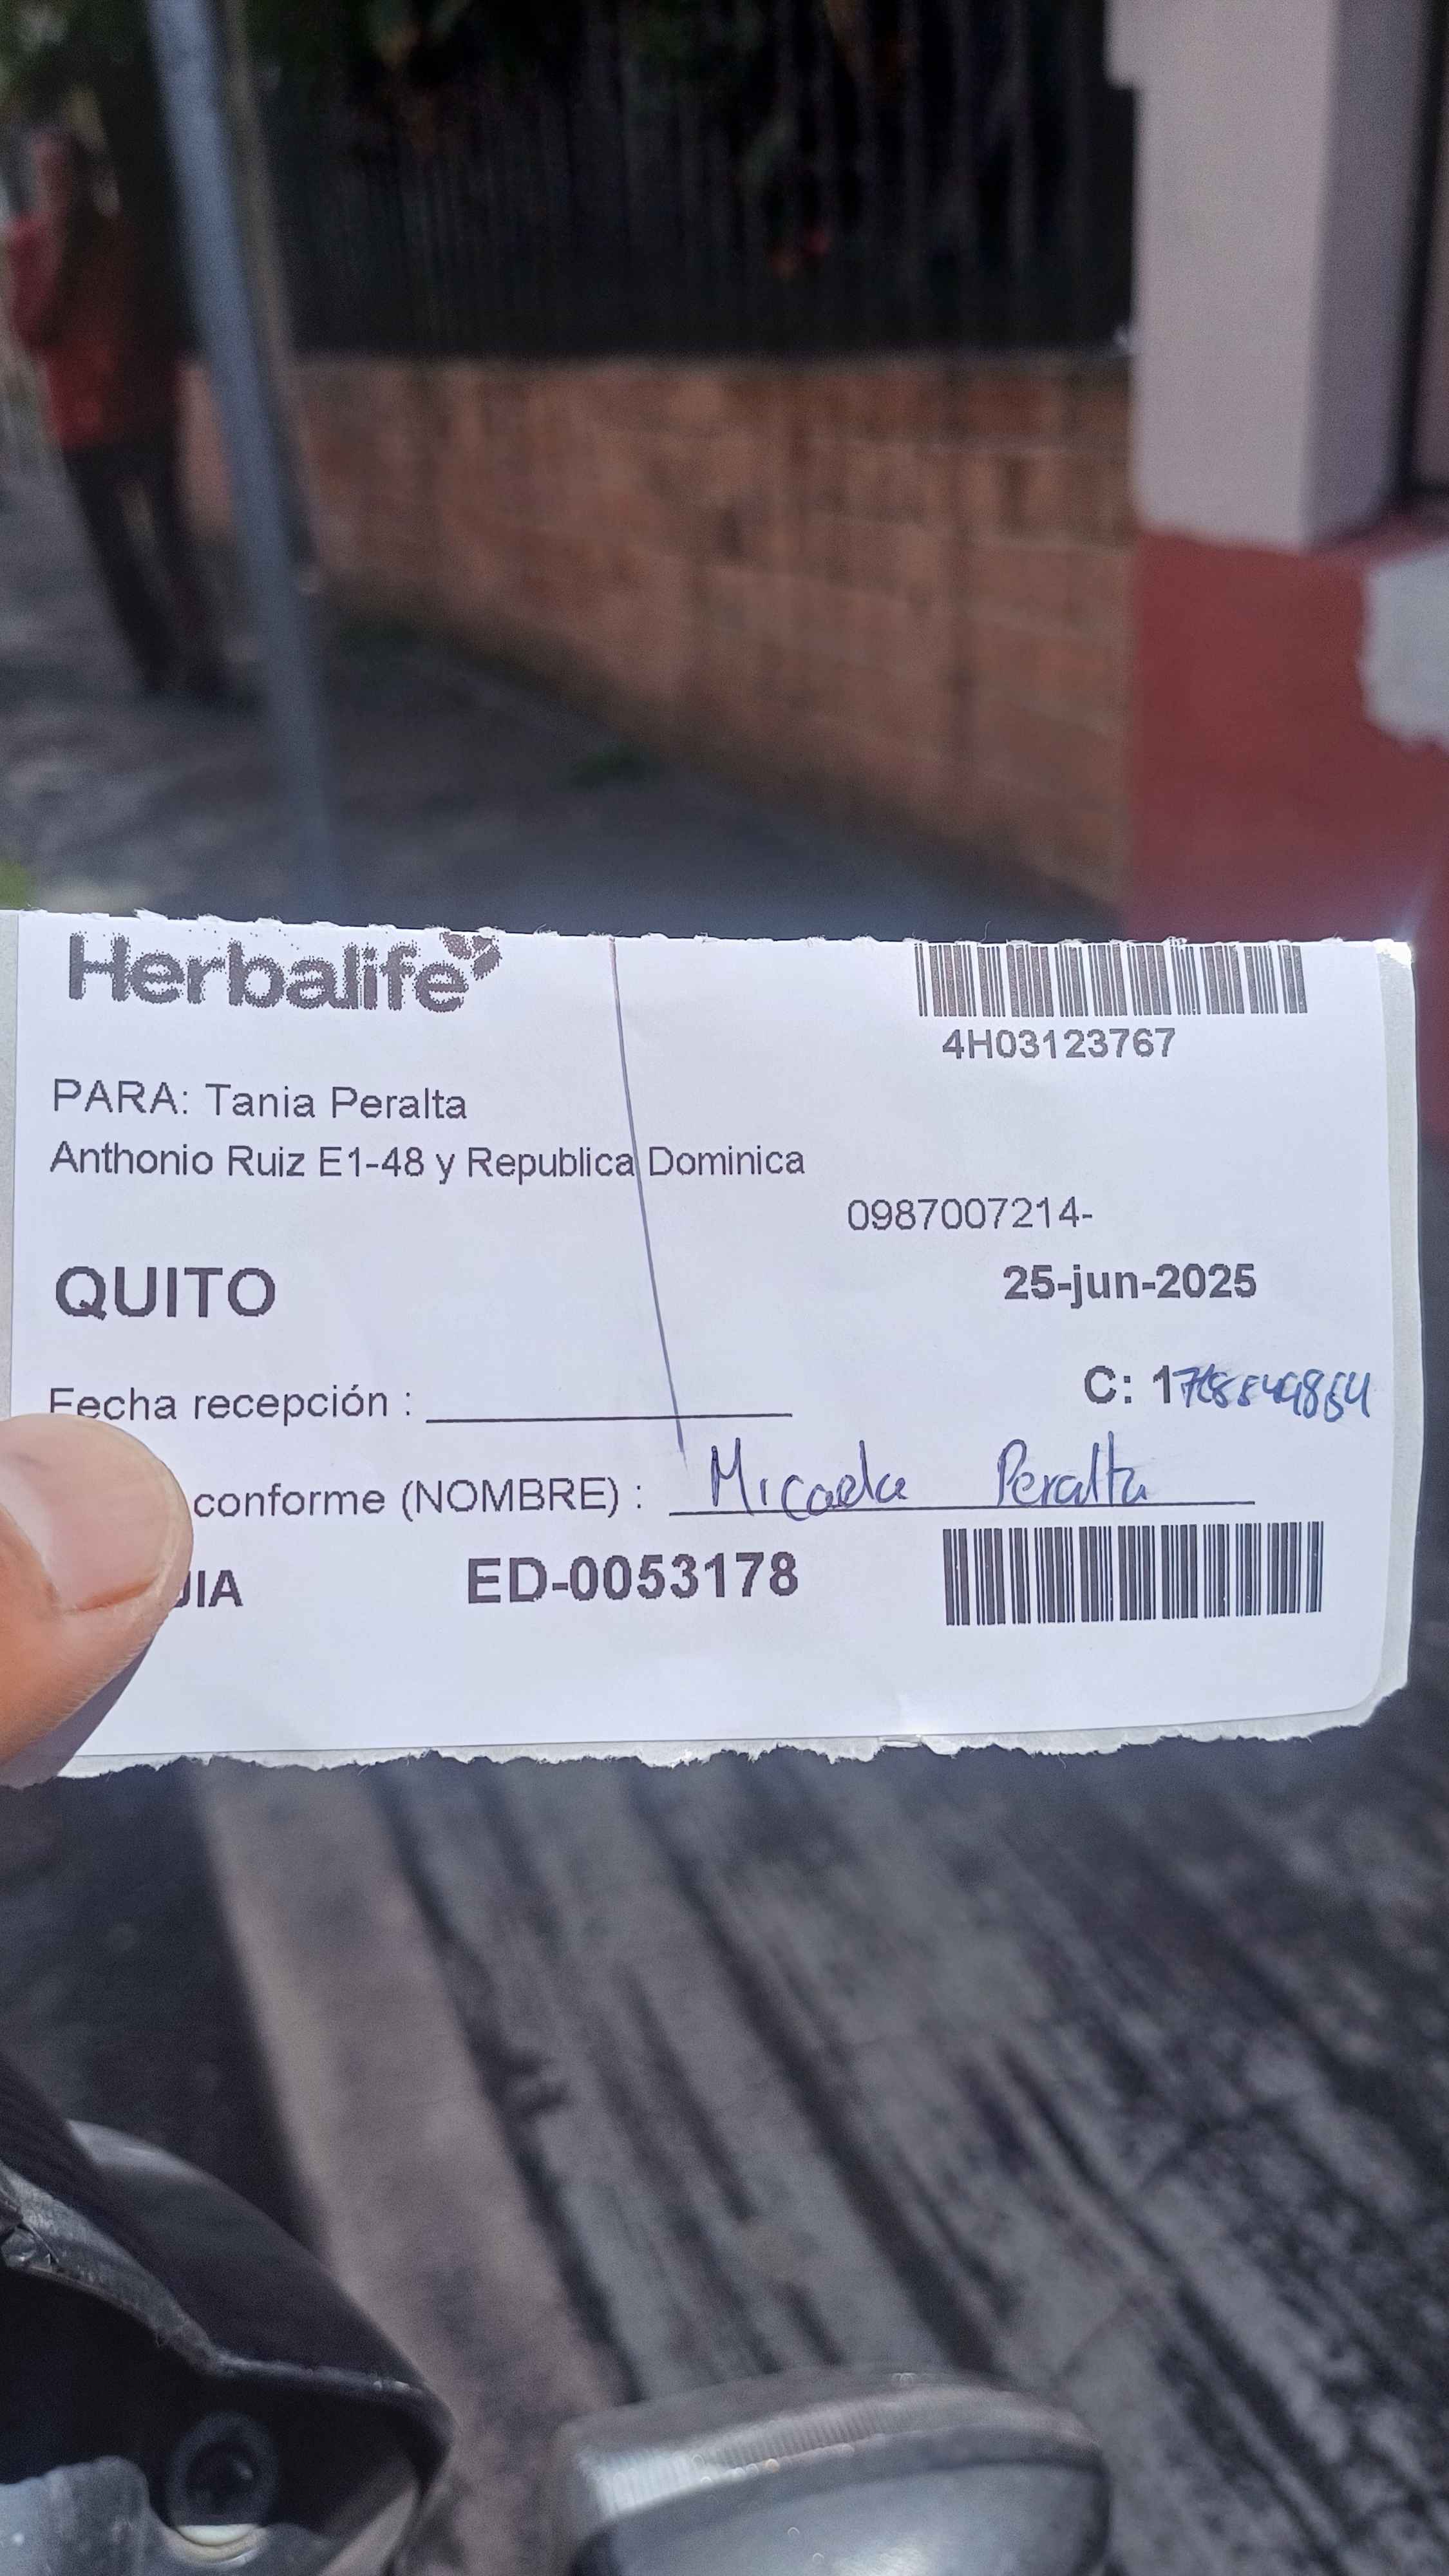 Herbalife
4H03123767
PARA: Tania Peralta
Anthonio Ruiz E1-48 y Republica Dominica
0987007214-
QUITO
25-jun-2025
Fecha recepción :
C: 1
conforme (NOMBRE) : Micaela Peralta
ED-0053178